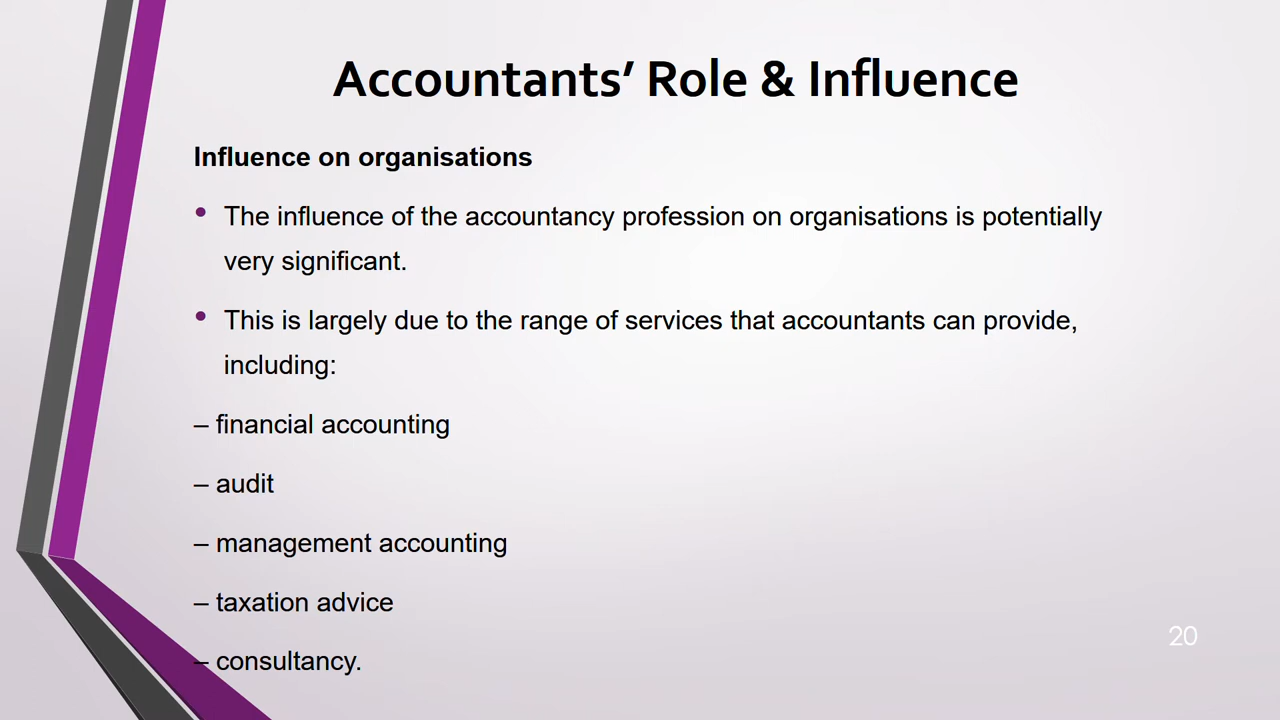 Accountants’ Role & Influence
Influence on organisations
• The influence of the accountancy profession on organisations is potentially
very significant.
• This is largely due to the range of services that accountants can provide,
including:
– financial accounting
– audit
– management accounting
– taxation advice
– consultancy.
20